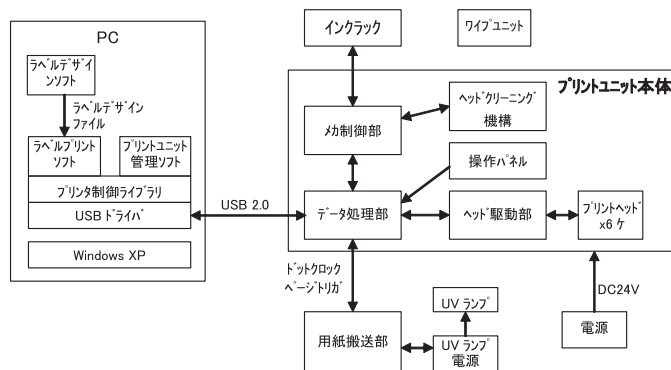 PC
ラベルデザイ
ンソフト
ラベルデザイン
ファイル
ラベルプリント
ソフト
プリントユニット
管理ソフト
プリンタ制御ライブラリ
USBドライバ
Windows XP
USB 2.0
インクラック
ワイプユニット
プリントユニット本体
メカ制御部
ヘッドクリーニング
機構
操作パネル
データ処理部
ヘッド駆動部
プリントヘッド
x6 ケ
ドットクロック
ページトリガ
DC24V
電源
用紙搬送部
UVランプ
UVランプ
電源